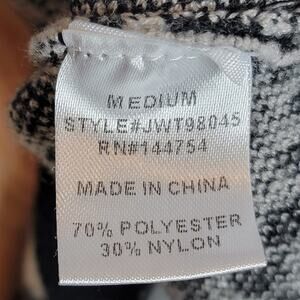 MEDIUM
STYLE#JWT98045
RN#144754
MADE IN CHINA
70% POLYESTER
30% NYLON